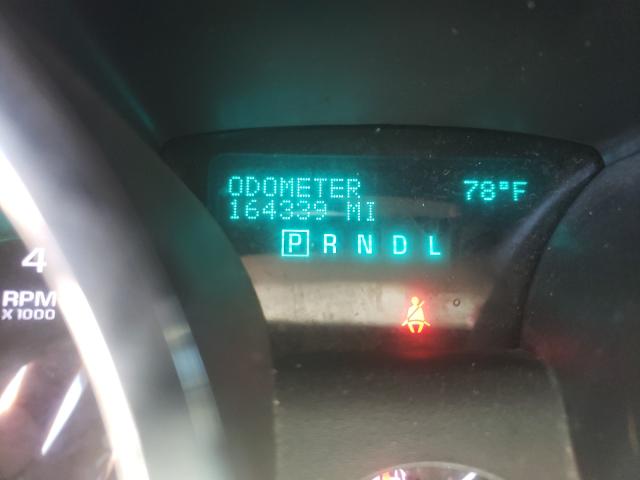 ODOMETER 78°F
164339 MI
P R N D L
4
RPM
X 1000